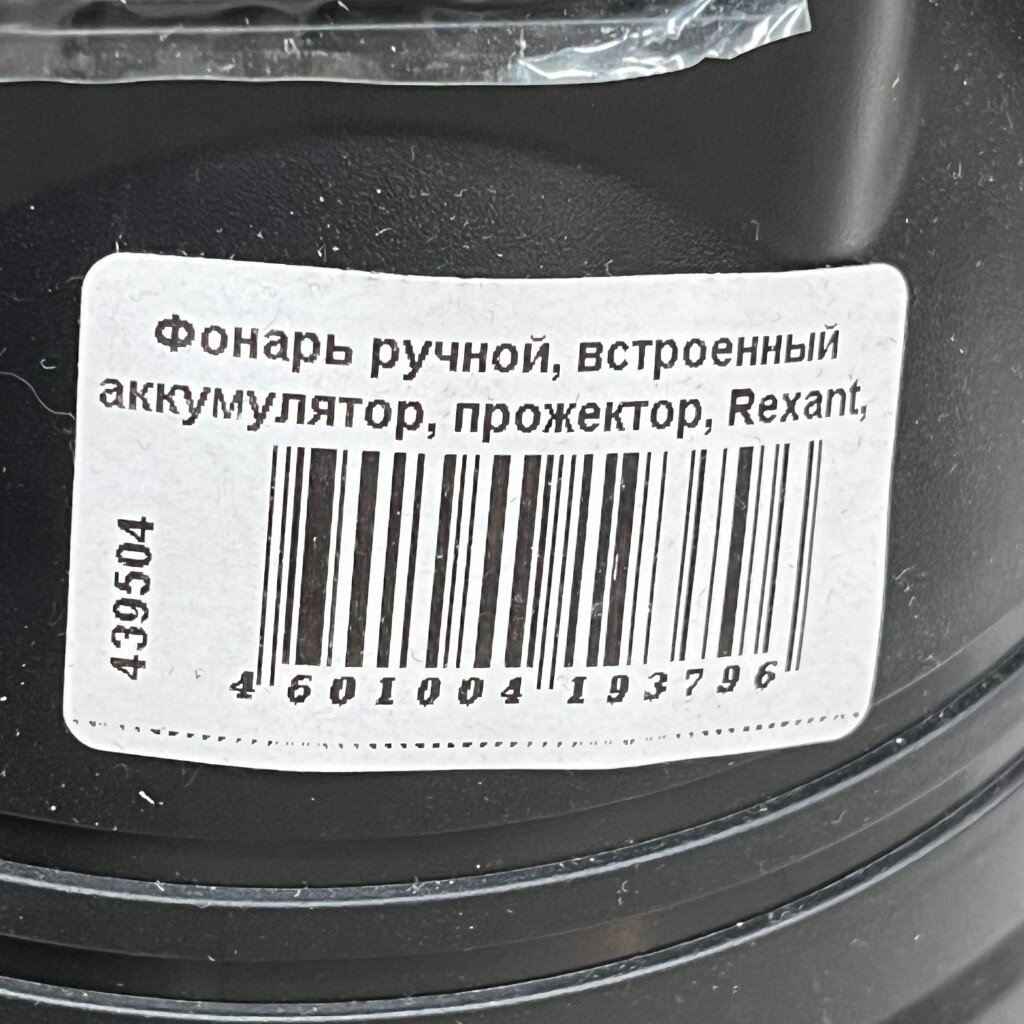 Фонарь ручной, встроенный
аккумулятор, прожектор, Rexant,
439504
4 601004 193796